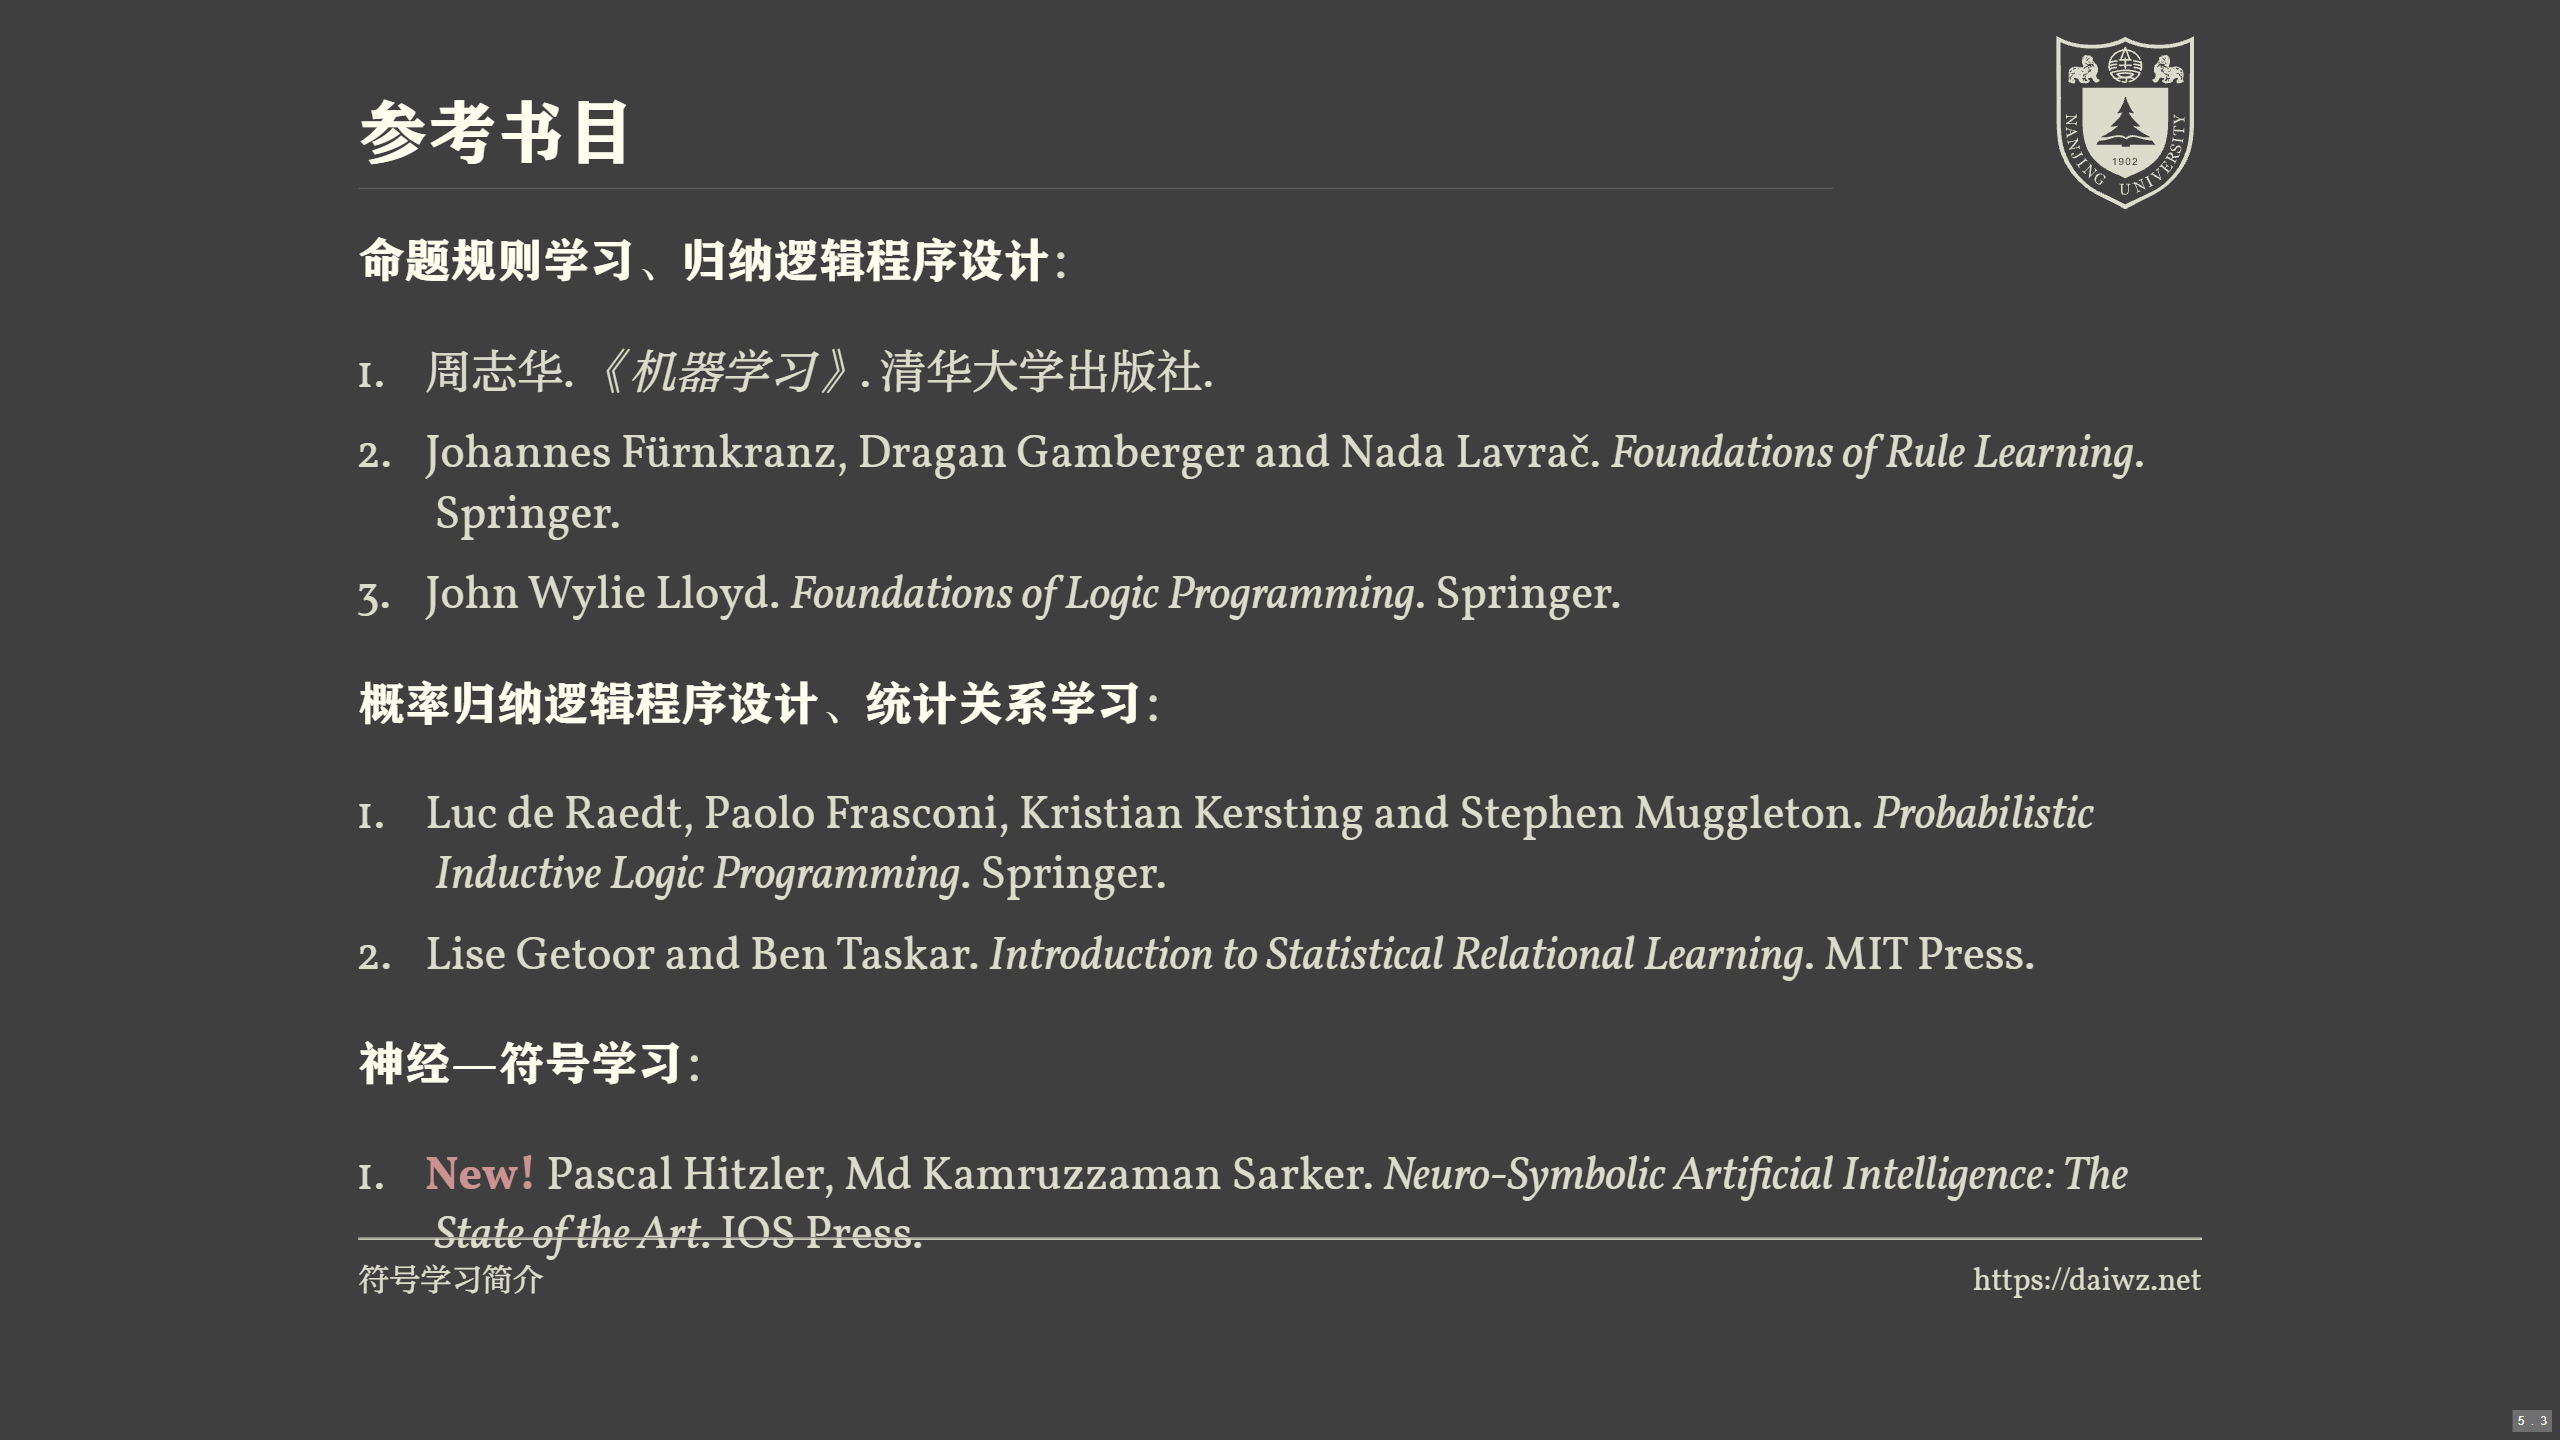 参考书目
NANJING UNIVERSITY
1902
命题规则学习、归纳逻辑程序设计：
1. 周志华. 《机器学习》. 清华大学出版社.
2. Johannes Fürnkranz, Dragan Gamberger and Nada Lavrač. Foundations of Rule Learning.
Springer.
3. John Wylie Lloyd. Foundations of Logic Programming. Springer.
概率归纳逻辑程序设计、统计关系学习：
1. Luc de Raedt, Paolo Frasconi, Kristian Kersting and Stephen Muggleton. Probabilistic
Inductive Logic Programming. Springer.
2. Lise Getoor and Ben Taskar. Introduction to Statistical Relational Learning. MIT Press.
神经—符号学习：
1. New! Pascal Hitzler, Md Kamruzzaman Sarker. Neuro-Symbolic Artificial Intelligence: The
State of the Art. IOS Press.
符号学习简介
https://daiwz.net
5.3